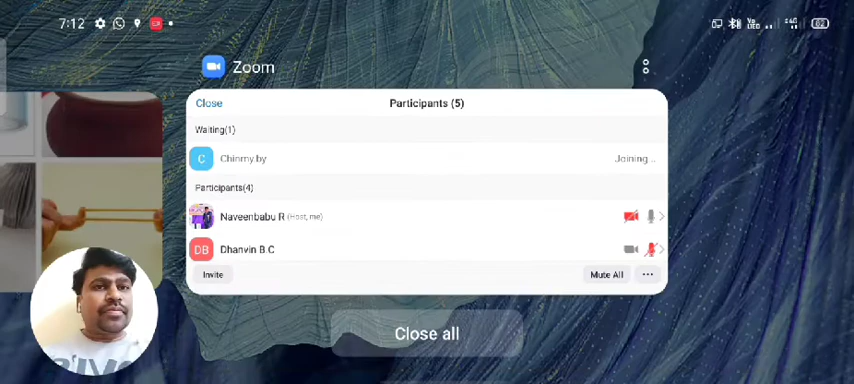 7:12
82
Zoom
Close
Participants (5)
Waiting(1)
C
Chinmy.by
Joining...
Participants(4)
Naveenbabu R (Host, me)
DB
Dhanvin B.C
Invite
Mute All
Close all